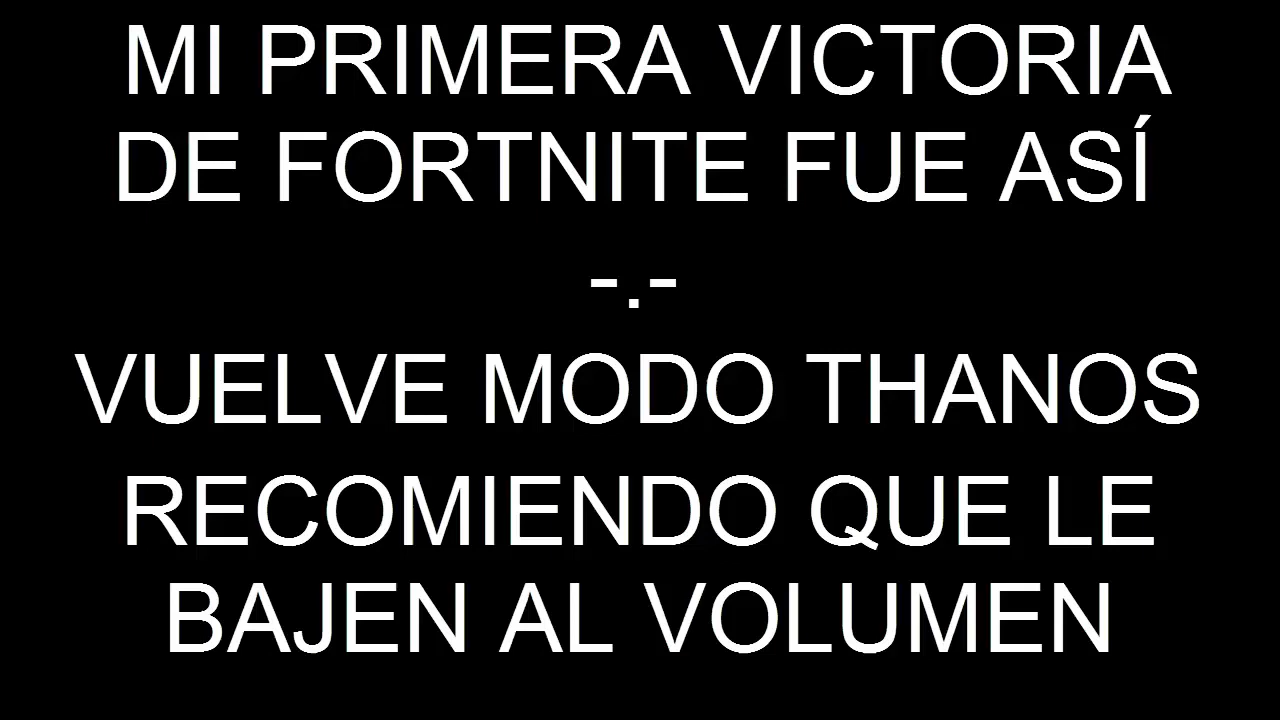 MI PRIMERA VICTORIA
DE FORTNITE FUE ASÍ
-.-
VUELVE MODO THANOS
RECOMIENDO QUE LE
BAJEN AL VOLUMEN